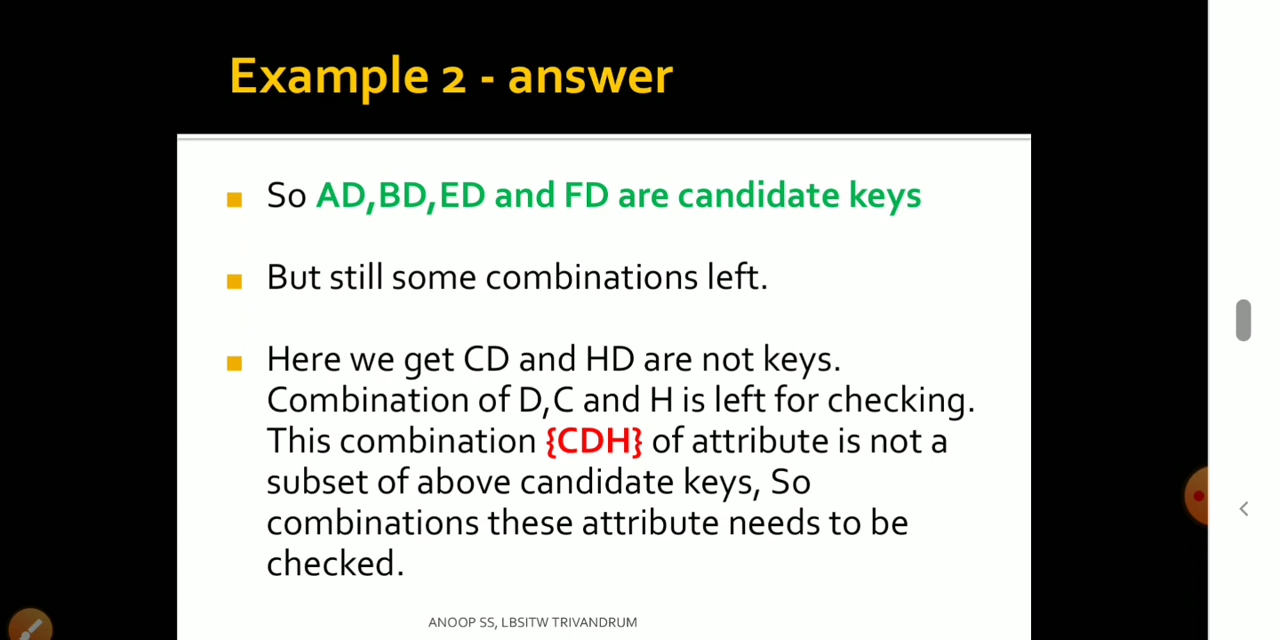 Example 2 - answer
So AD,BD,ED and FD are candidate keys
But still some combinations left.
Here we get CD and HD are not keys.
Combination of D,C and H is left for checking.
This combination {CDH} of attribute is not a
subset of above candidate keys, So
combinations these attribute needs to be
checked.
ANOOP SS, LBSITW TRIVANDRUM